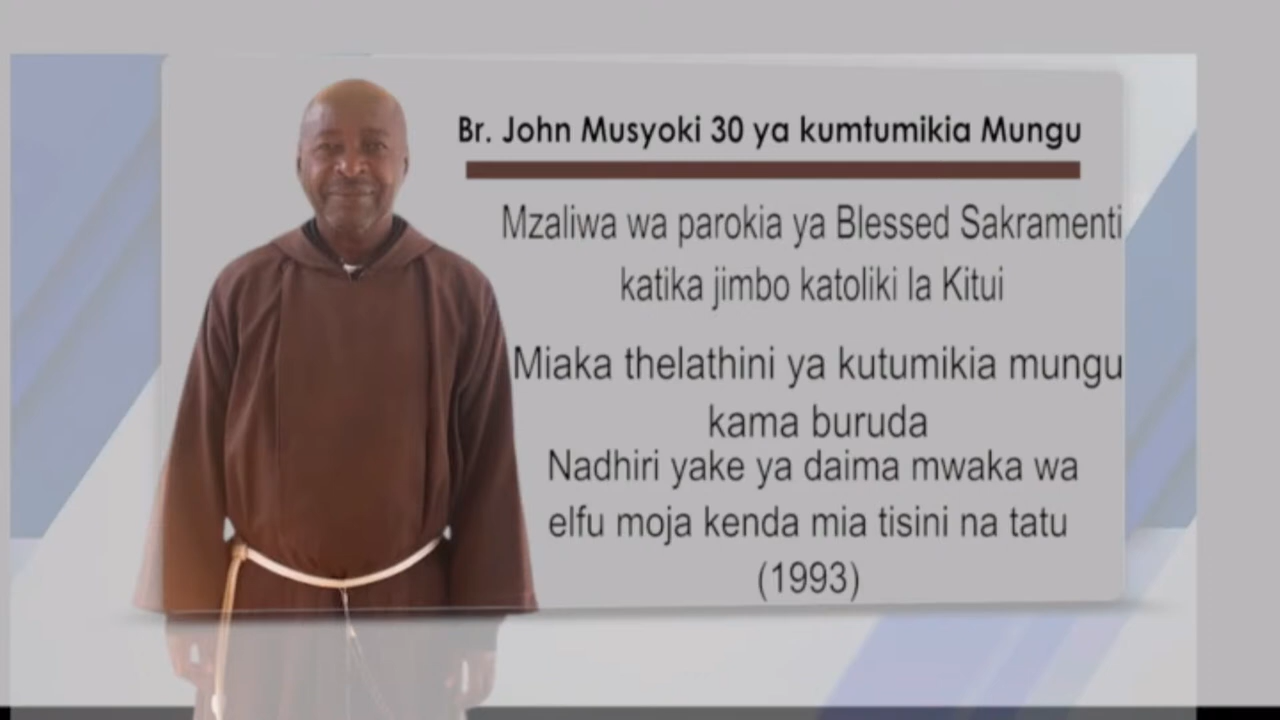 Br. John Musyoki 30 ya kumtumikia Mungu
Mzaliwa wa parokia ya Blessed Sakramenti
katika jimbo katoliki la Kitui
Miaka thelathini ya kutumikia mungu
kama buruda
Nadhiri yake ya daima mwaka wa
elfu moja kenda mia tisini na tatu
(1993)